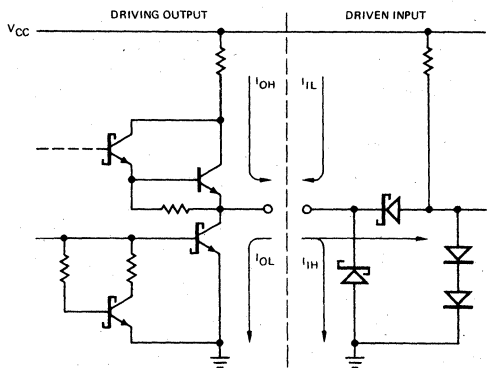 DRIVING OUTPUT
DRIVEN INPUT
VCC
IOH
IIL
IOL
IIH